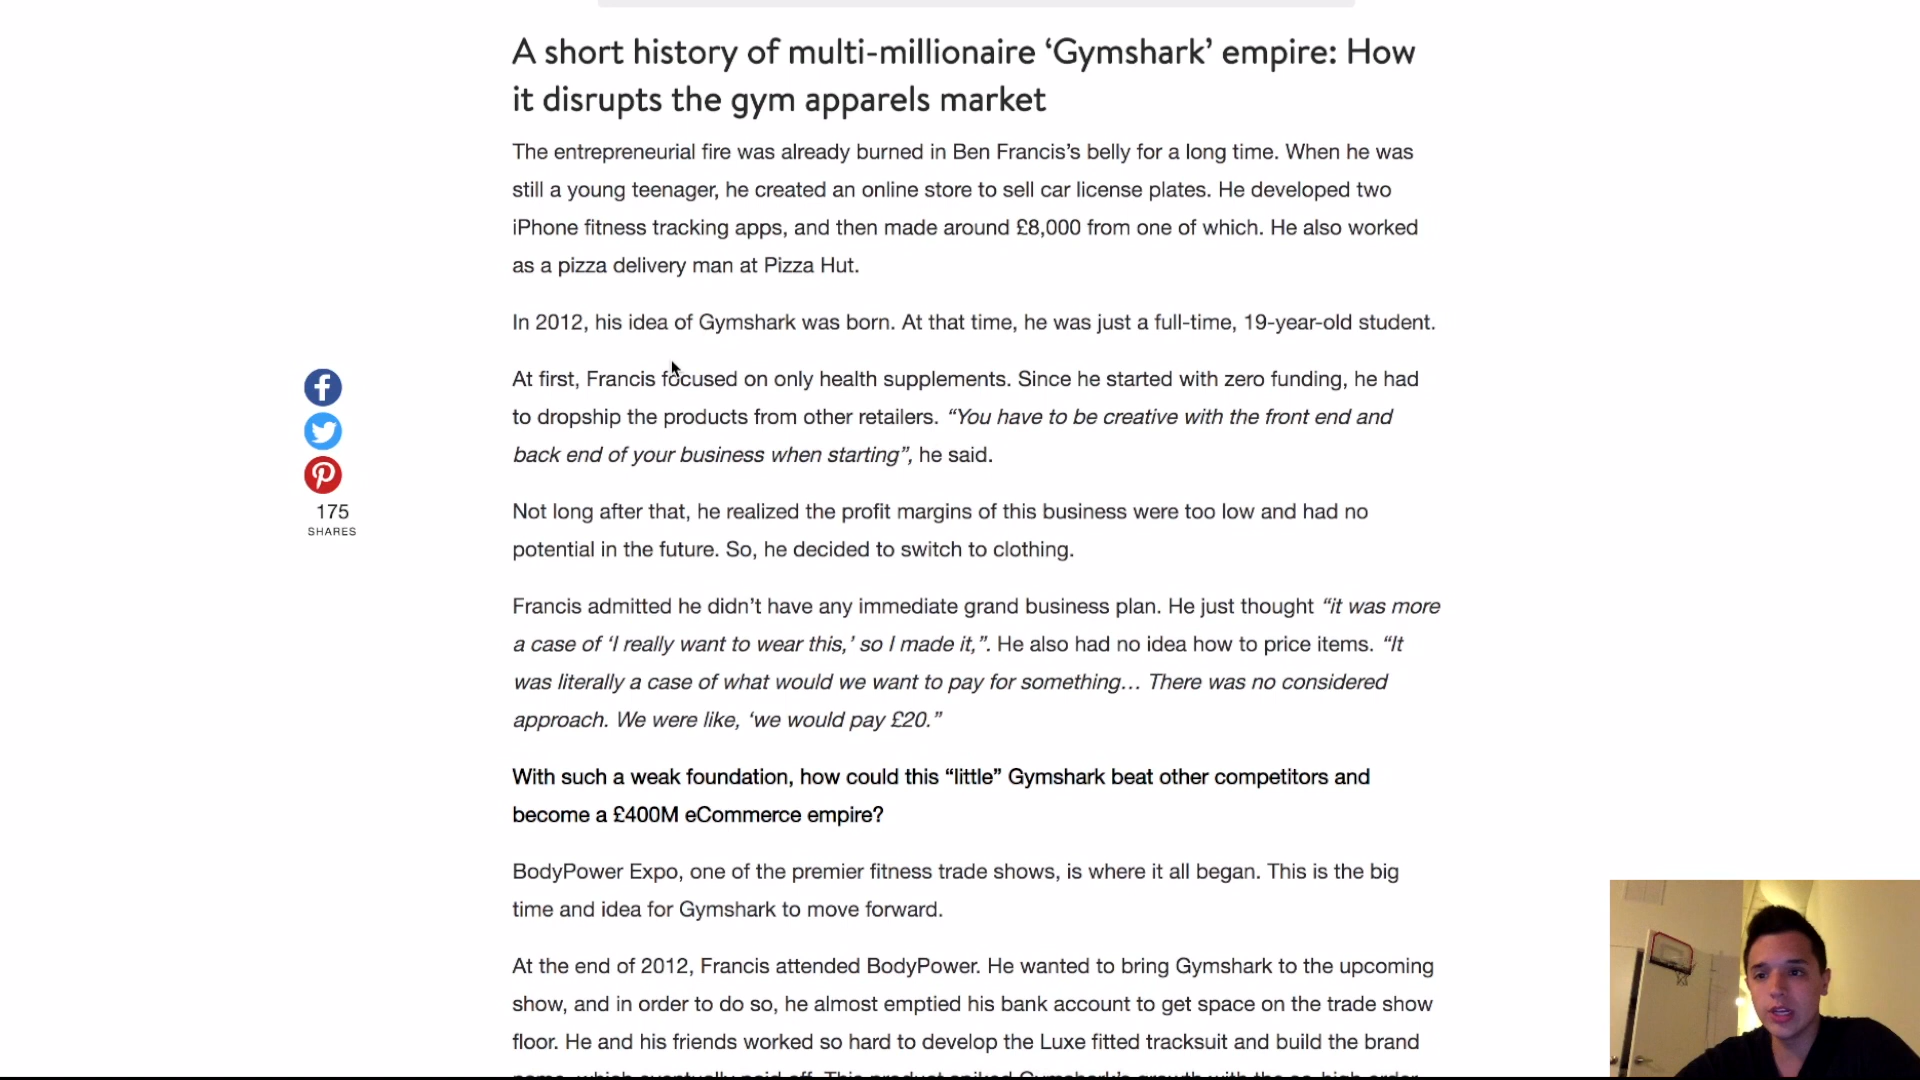 A short history of multi-millionaire ‘Gymshark’ empire: How
it disrupts the gym apparels market
The entrepreneurial fire was already burned in Ben Francis’s belly for a long time. When he was
still a young teenager, he created an online store to sell car license plates. He developed two
iPhone fitness tracking apps, and then made around £8,000 from one of which. He also worked
as a pizza delivery man at Pizza Hut.
In 2012, his idea of Gymshark was born. At that time, he was just a full-time, 19-year-old student.
At first, Francis focused on only health supplements. Since he started with zero funding, he had
to dropship the products from other retailers. “You have to be creative with the front end and
back end of your business when starting”, he said.
175
SHARES
Not long after that, he realized the profit margins of this business were too low and had no
potential in the future. So, he decided to switch to clothing.
Francis admitted he didn’t have any immediate grand business plan. He just thought “it was more
a case of ‘I really want to wear this,’ so I made it,”. He also had no idea how to price items. “It
was literally a case of what would we want to pay for something… There was no considered
approach. We were like, ‘we would pay £20.”
With such a weak foundation, how could this “little” Gymshark beat other competitors and
become a £400M eCommerce empire?
BodyPower Expo, one of the premier fitness trade shows, is where it all began. This is the big
time and idea for Gymshark to move forward.
At the end of 2012, Francis attended BodyPower. He wanted to bring Gymshark to the upcoming
show, and in order to do so, he almost emptied his bank account to get space on the trade show
floor. He and his friends worked so hard to develop the Luxe fitted tracksuit and build the brand
name, which eventually paid off. This product spiked Gymshark’s growth with the so-high order